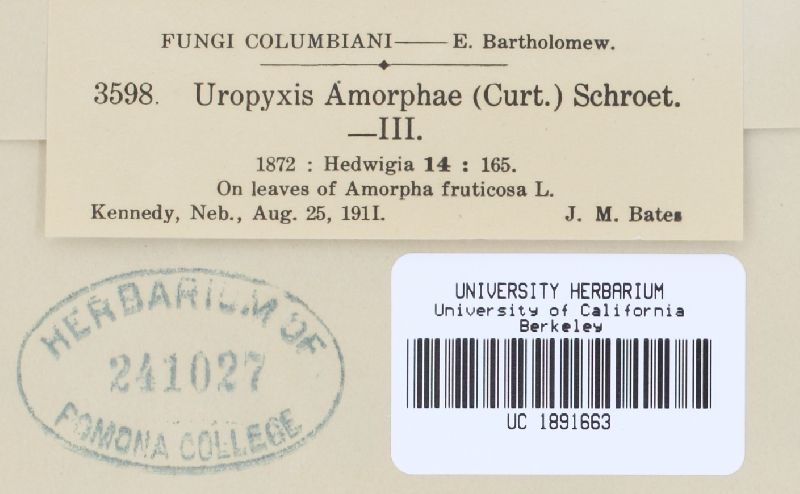 FUNGI COLUMBIANI—— E. Bartholomew.
3598. Uropyxis Amorphae (Curt.) Schroet.
—III.
1872 : Hedwigia 14 : 165.
On leaves of Amorpha fruticosa L.
Kennedy, Neb., Aug. 25, 1911. J. M. Bates
HERBARIUM OF
241027
POMONA COLLEGE
UNIVERSITY HERBARIUM
University of California
Berkeley
UC 1891663